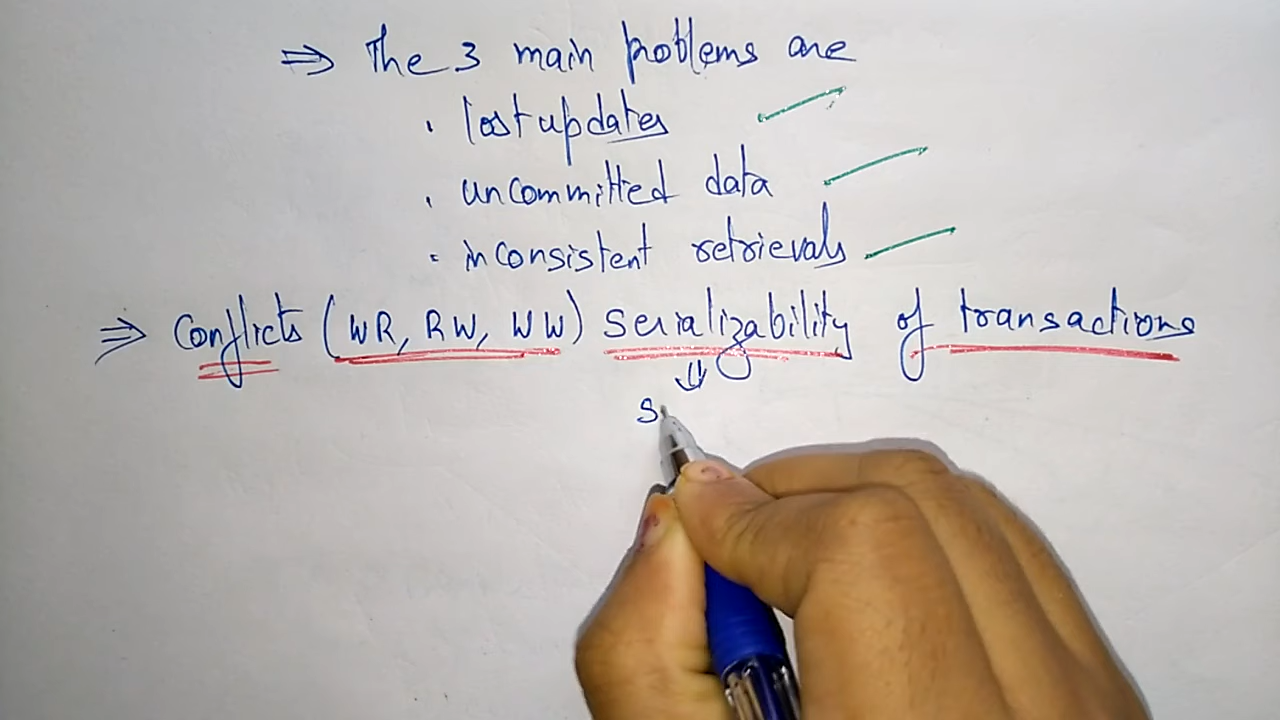 ⇒ The 3 main problems are
. lost updates
. uncommitted data
. inconsistent retrievals
⇒ Conflicts (WR, RW, WW) serializability of transactions
⇓
S